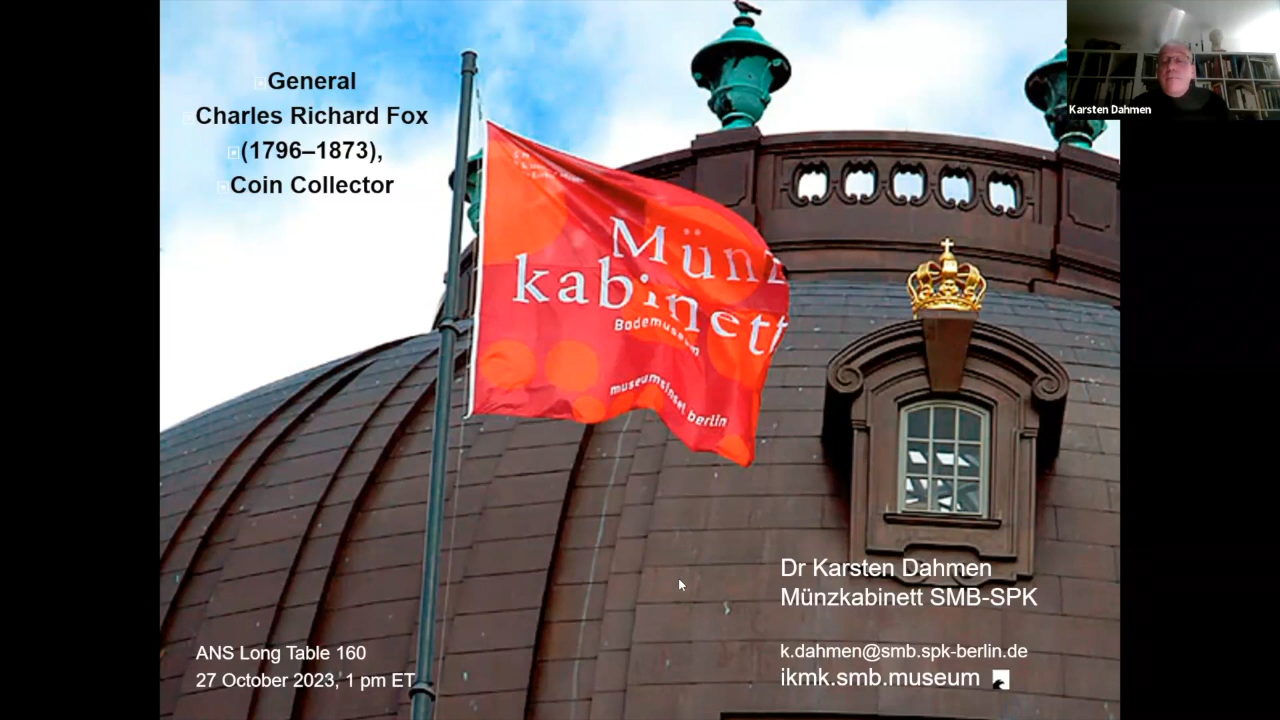 General
Charles Richard Fox
(1796–1873),
Coin Collector
Karsten Dahmen
Münz
kabinett
Bodemuseum
museumsinsel berlin
Dr Karsten Dahmen
Münzkabinett SMB-SPK
ANS Long Table 160
27 October 2023, 1 pm ET
k.dahmen@smb.spk-berlin.de
ikmk.smb.museum